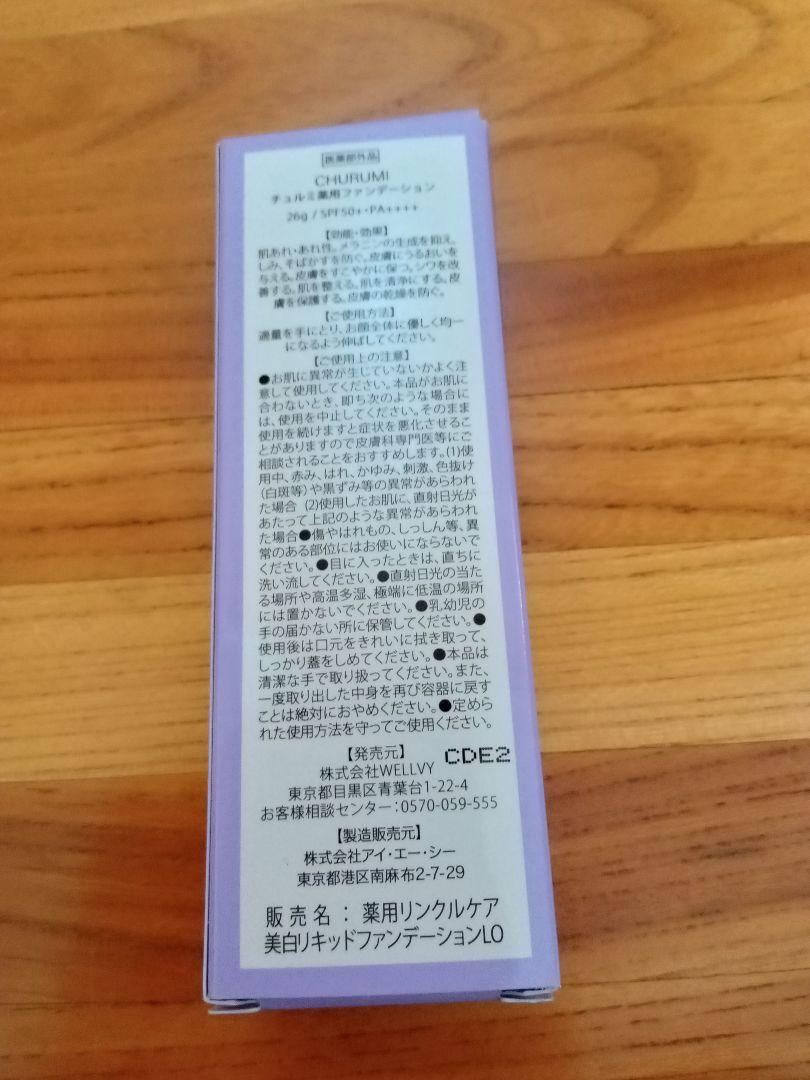 医薬部外品
CHURUMI
チュルミ薬用ファンデーション
26g / SPF50+・PA++++
【効能・効果】
肌あれ・あれ性。メラニンの生成を抑え、
しみ、そばかすを防ぐ。皮膚にうるおいを
与える。皮膚をすこやかに保つ。シワを改
善する。肌を整える。肌を清浄にする。皮
膚を保護する。皮膚の乾燥を防ぐ。
【ご使用方法】
適量を手にとり、お顔全体に優しく均一
になるよう伸ばしてください。
【ご使用上の注意】
●お肌に異常が生じていないかよく注
意して使用してください。本品がお肌に
合わないとき、即ち次のような場合に
は、使用を中止してください。そのまま
使用を続けますと症状を悪化させるこ
とがありますので皮膚科専門医等にご
相談されることをおすすめします。(1)使
用中、赤み、はれ、かゆみ、刺激、色抜け
(白斑等)や黒ずみ等の異常があらわれ
た場合 (2)使用したお肌に、直射日光が
あたって上記のような異常があらわれ
た場合●傷やはれもの、しっしん等、異
常のある部位にはお使いにならないで
ください。●目に入ったときは、直ちに
洗い流してください。●直射日光の当た
る場所や高温多湿、極端に低温の場所
には置かないでください。●乳幼児の
手の届かない所に保管してください。●
使用後は口元をきれいに拭き取って、
しっかり蓋をしめてください。●本品は
清潔な手で取り扱ってください。また、
一度取り出した中身を再び容器に戻す
ことは絶対におやめください。●定めら
れた使用方法を守ってご使用ください。
【発売元】 CDE2
株式会社WELLVY
東京都目黒区青葉台1-22-4
お客様相談センター:0570-059-555
【製造販売元】
株式会社アイ・エー・シー
東京都港区南麻布2-7-29
販売名：薬用リンクルケア
美白リキッドファンデーションLO